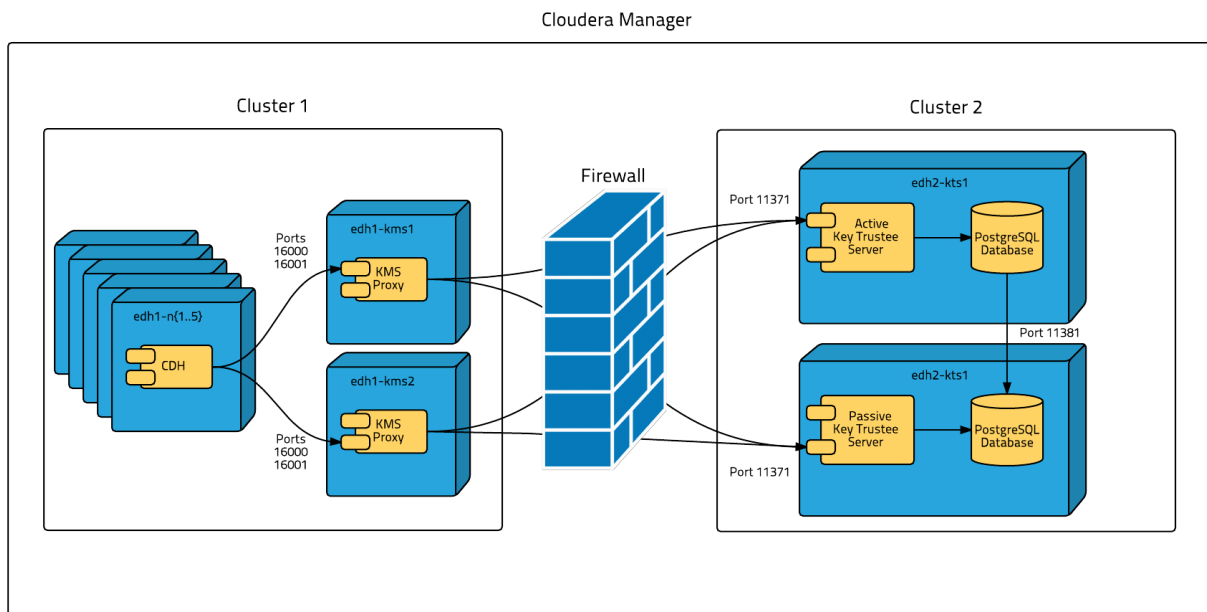 Cloudera Manager
Cluster 1
Cluster 2
Firewall
edh1-n{1..5}
CDH
Ports
16000
16001
Ports
16000
16001
edh1-kms1
KMS
Proxy
edh1-kms2
KMS
Proxy
Port 11371
Port 11371
edh2-kts1
Active
Key Trustee
Server
PostgreSQL
Database
Port 11381
edh2-kts1
Passive
Key Trustee
Server
PostgreSQL
Database